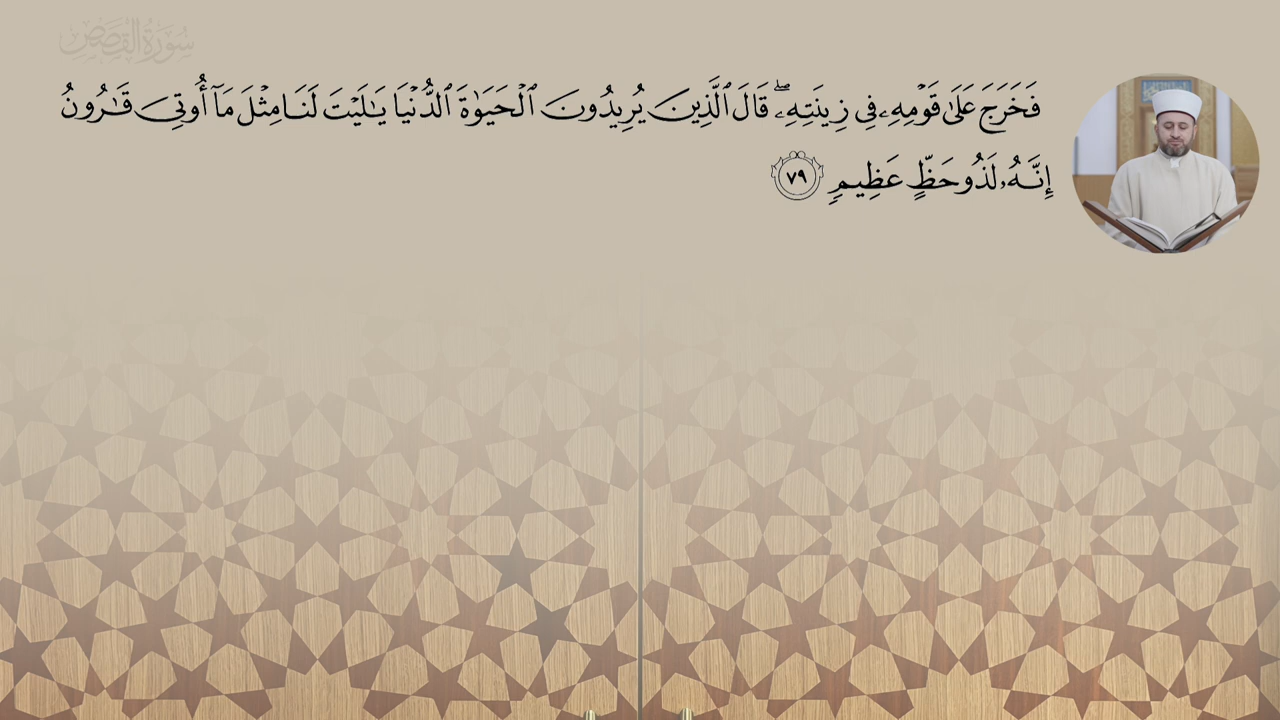 سُورَةُ القَصَصِ
فَخَرَجَ عَلَىٰ قَوْمِهِۦ فِى زِينَتِهِۦ ۖ قَالَ ٱلَّذِينَ يُرِيدُونَ ٱلْحَيَوٰةَ ٱلدُّنْيَا يَـٰلَيْتَ لَنَا مِثْلَ مَآ أُوتِىَ قَـٰرُونُ
إِنَّهُۥ لَذُو حَظٍّ عَظِيمٍ ٧٩